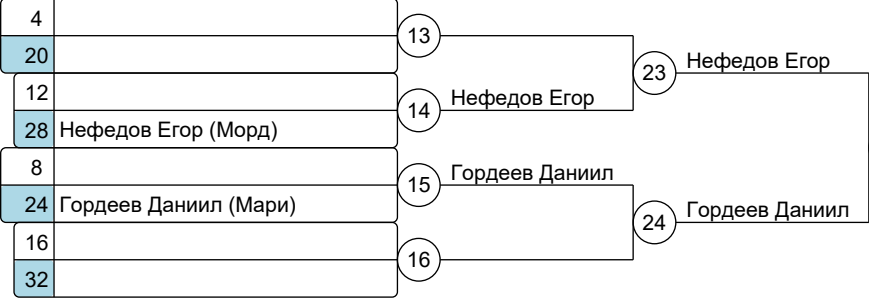 4
13
20
23
Нефедов Егор
12
14
Нефедов Егор
28 Нефедов Егор (Морд)
8
15
Гордеев Даниил
24 Гордеев Даниил (Мари)
24
Гордеев Даниил
16
16
32